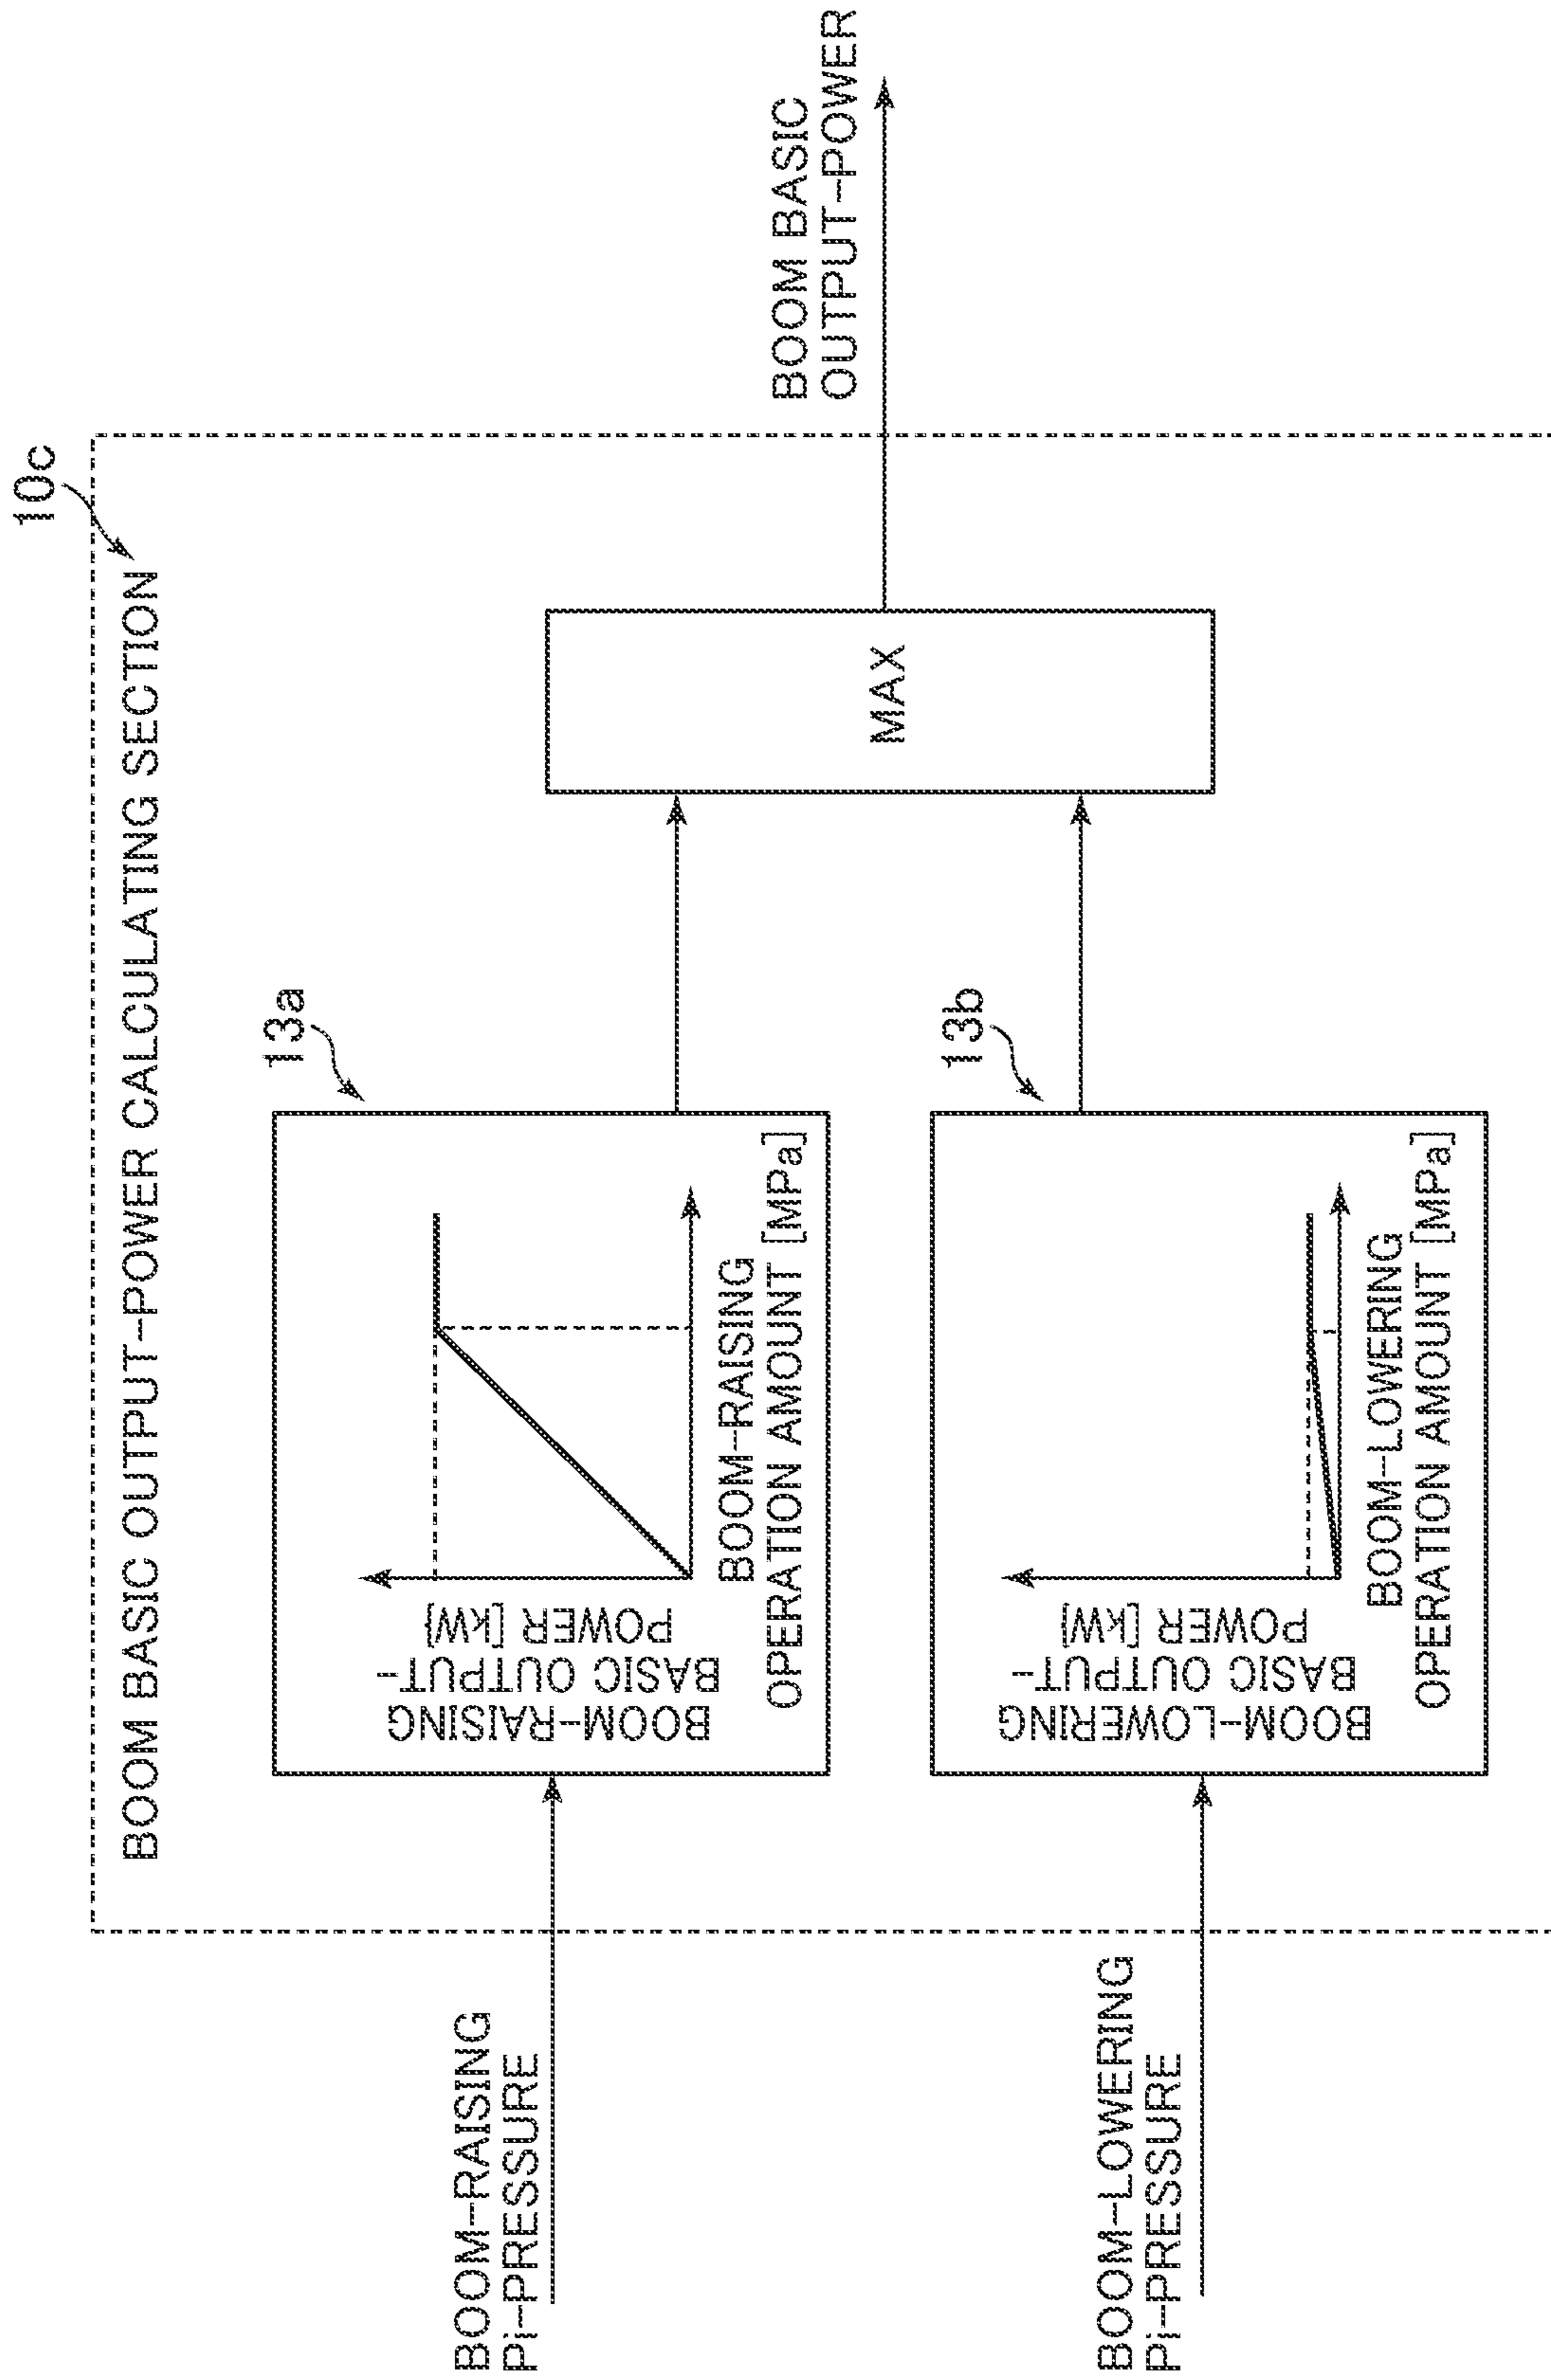 10c
BOOM BASIC OUTPUT-POWER CALCULATING SECTION
BOOM-RAISING
Pi-PRESSURE
13a
BOOM-RAISING
BASIC OUTPUT-
POWER [kW]
BOOM-RAISING
OPERATION AMOUNT [MPa]
MAX
BOOM BASIC
OUTPUT-POWER
BOOM-LOWERING
Pi-PRESSURE
13b
BOOM-LOWERING
BASIC OUTPUT-
POWER [kW]
BOOM-LOWERING
OPERATION AMOUNT [MPa]